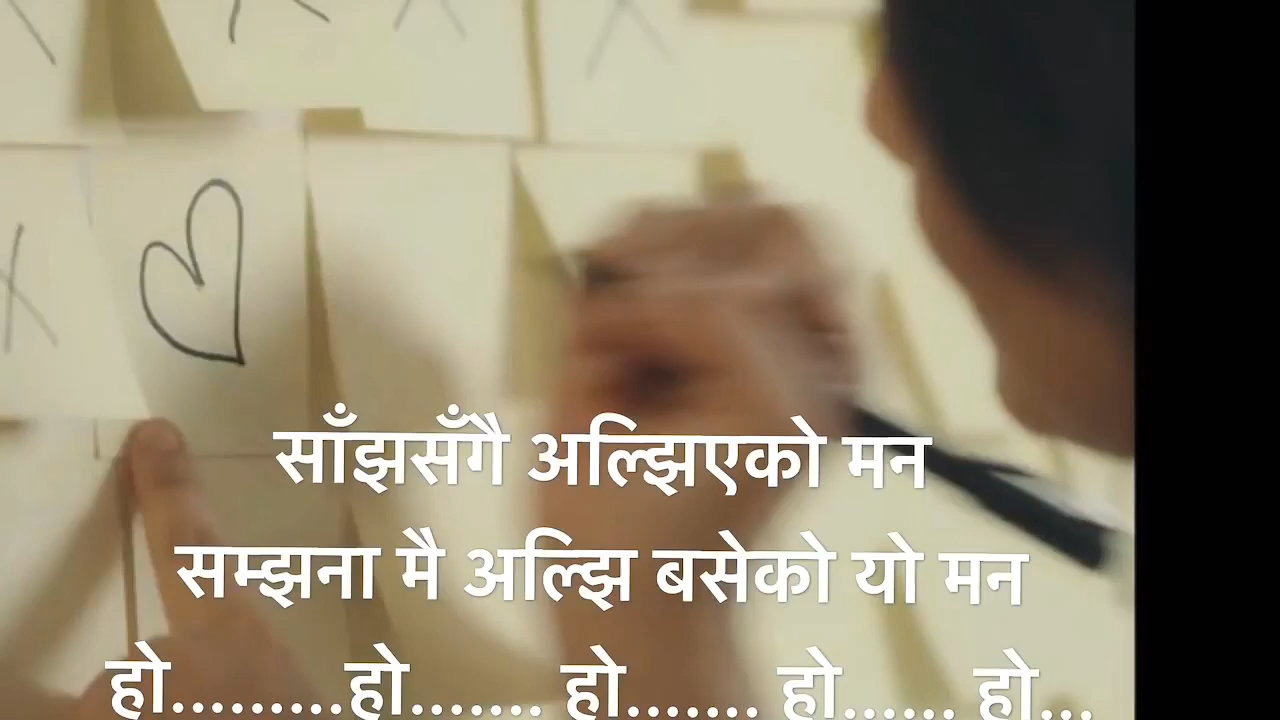 साँझसँगै अल्झिएको मन
सम्झना मै अल्झि बसेको यो मन
हो.........हो....... हो....... हो...... हो...